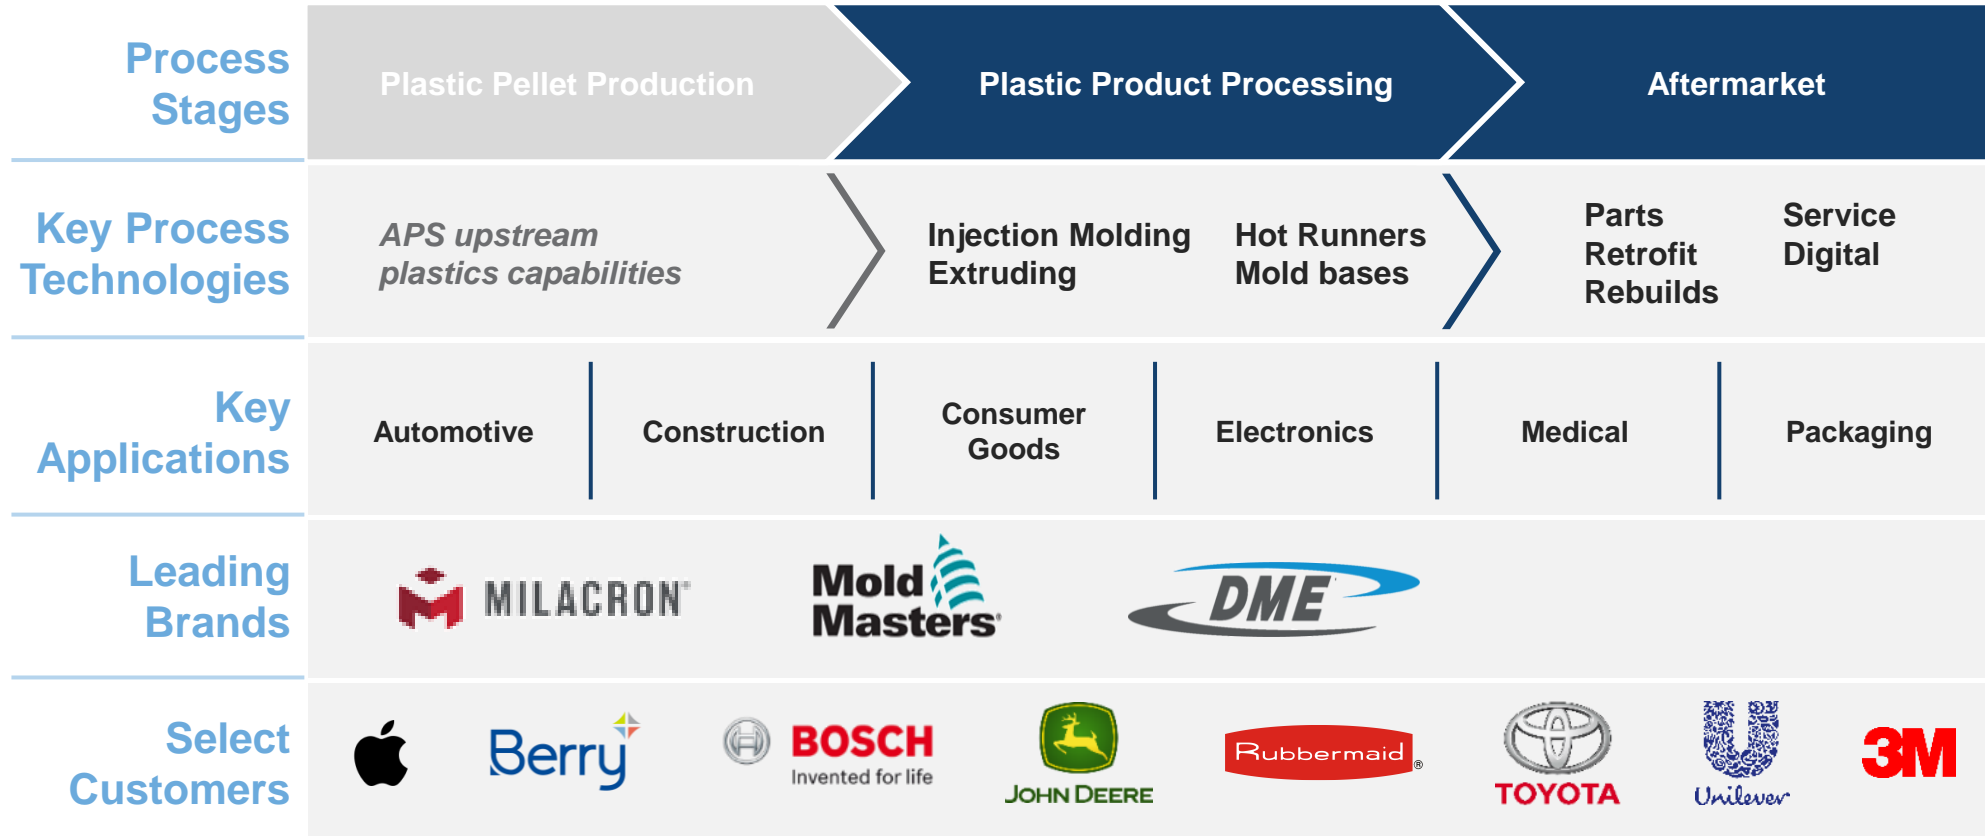 Process
Stages
Plastic Pellet Production
Plastic Product Processing
Aftermarket
Key Process
Technologies
APS upstream
plastics capabilities
Injection Molding
Extruding
Hot Runners
Mold bases
Parts
Retrofit
Rebuilds
Service
Digital
Key
Applications
Automotive
Construction
Consumer
Goods
Electronics
Medical
Packaging
Leading
Brands
MILACRON®
Mold
Masters®
DME
Select
Customers
Berry
BOSCH
Invented for life
JOHN DEERE
Rubbermaid®
TOYOTA
Unilever
3M